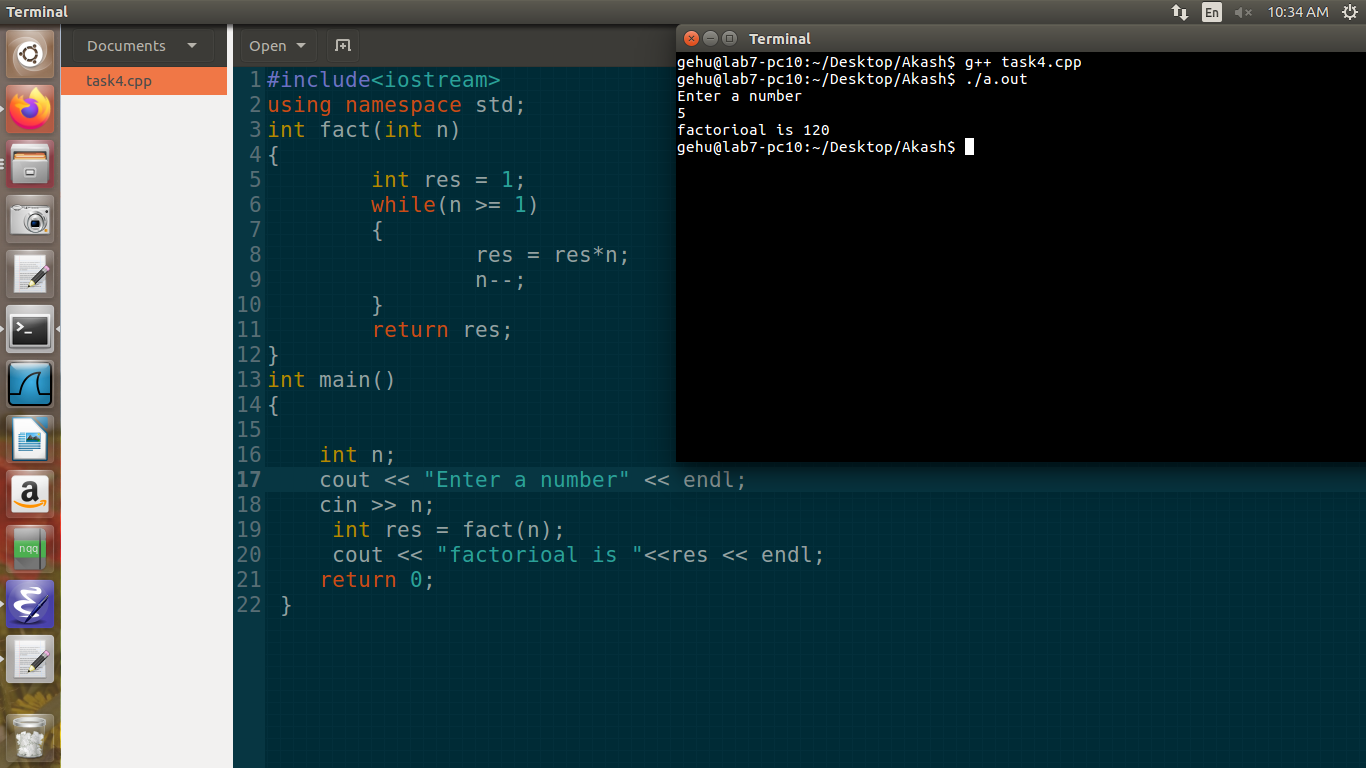 Terminal
En
10:34 AM
Documents
task4.cpp
Open
1 #include<iostream>
2 using namespace std;
3 int fact(int n)
4 {
5 int res = 1;
6 while(n >= 1)
7 {
8 res = res*n;
9 n--;
10 }
11 return res;
12 }
13 int main()
14 {
15
16 int n;
17 cout << "Enter a number" << endl;
18 cin >> n;
19 int res = fact(n);
20 cout << "factorioal is "<<res << endl;
21 return 0;
22 }
Terminal
gehu@lab7-pc10:~/Desktop/Akash$ g++ task4.cpp
gehu@lab7-pc10:~/Desktop/Akash$ ./a.out
Enter a number
5
factorioal is 120
gehu@lab7-pc10:~/Desktop/Akash$
>_
a
nqq